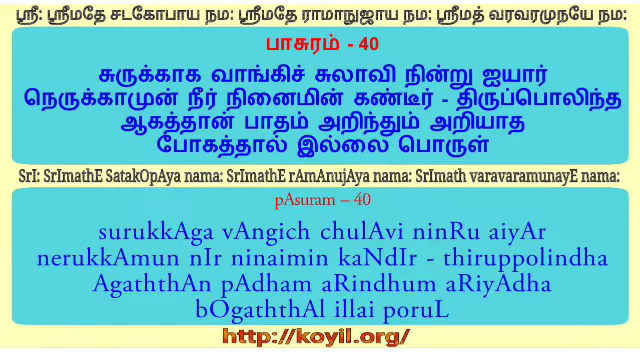 ஸ்ரீ: ஸ்ரீமதே சடகோபாய நம: ஸ்ரீமதே ராமாநுஜாய நம: ஸ்ரீமத் வரவரமுநயே நம:
பாசுரம் - 40
சுருக்காக வாங்கிச் சுலாவி நின்று ஐயார்
நெருக்காமுன் நீர் நினைமின் கண்டீர் - திருப்பொலிந்த
ஆகத்தான் பாதம் அறிந்தும் அறியாத
போகத்தால் இல்லை பொருள்
SrI: SrImathE SatakOpAya nama: SrImathE rAmAnujAya nama: SrImath varavaramunayE nama:
pAsuram – 40
surukkAga vAngich chulAvi ninRu aiyAr
nerukkAmun nIr ninaimin kaNdIr - thiruppolindha
AgaththAn pAdham aRindhum aRiyAdha
bOgaththAl illai poruL
http://koyil.org/